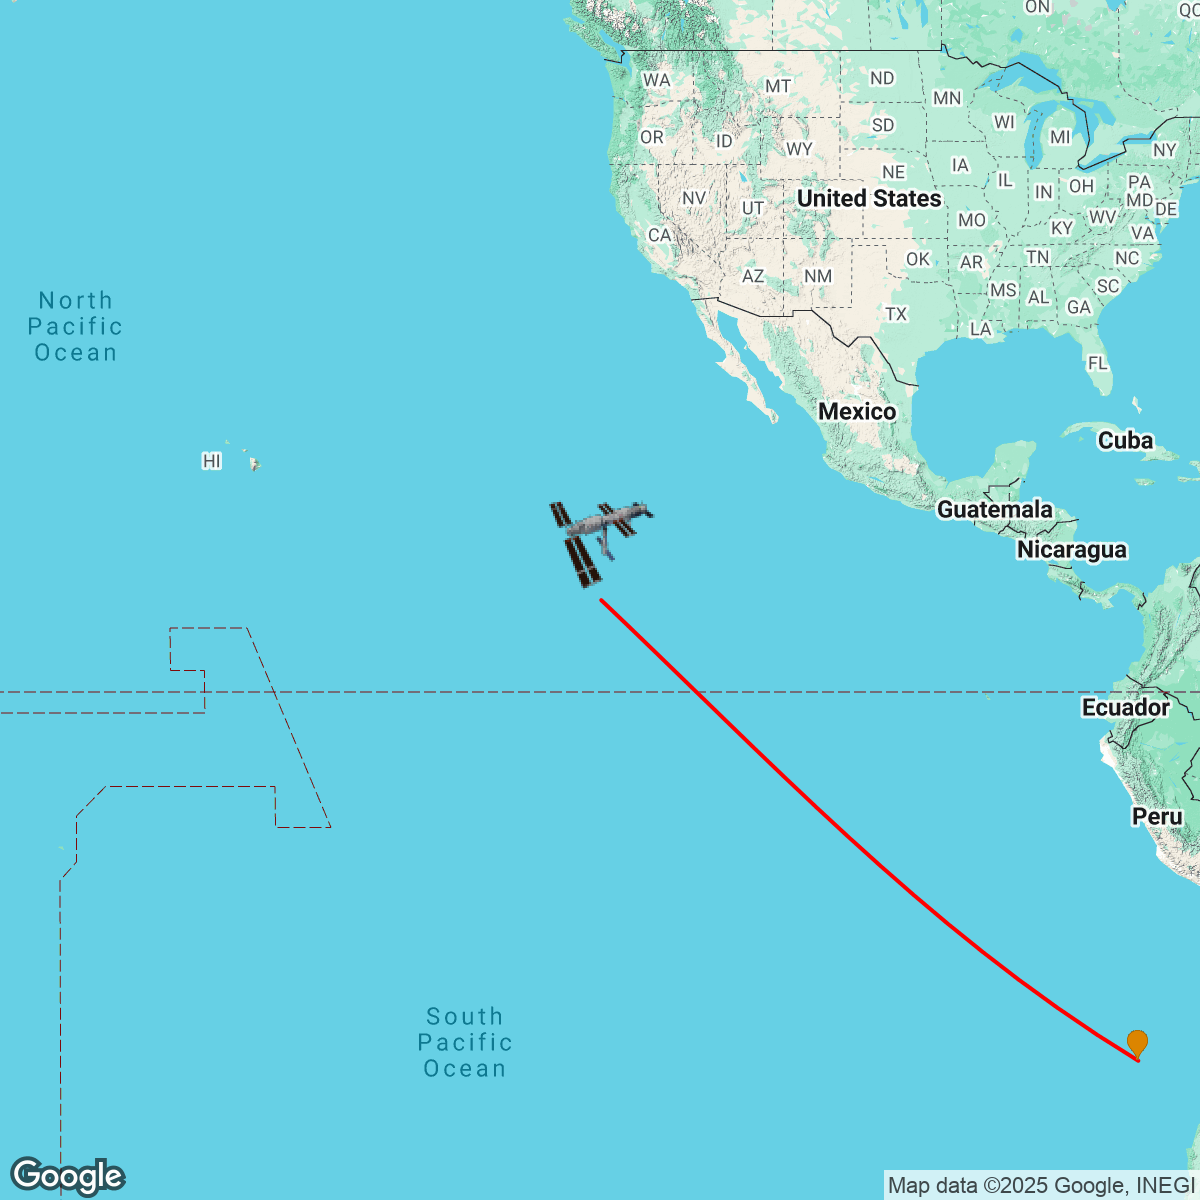 ON
QC
WA
MT
ND
MN
OR
ID
SD
WI
MI
NY
WY
NE
IA
IL
IN
OH
PA
NV
UT
United States
MD
DE
MO
KY
WV
VA
CA
OK
AR
TN
NC
AZ
NM
MS
AL
SC
GA
TX
LA
FL
North
Pacific
Ocean
Mexico
Cuba
HI
Guatemala
Nicaragua
Ecuador
Peru
South
Pacific
Ocean
Google
Map data ©2025 Google, INEGI